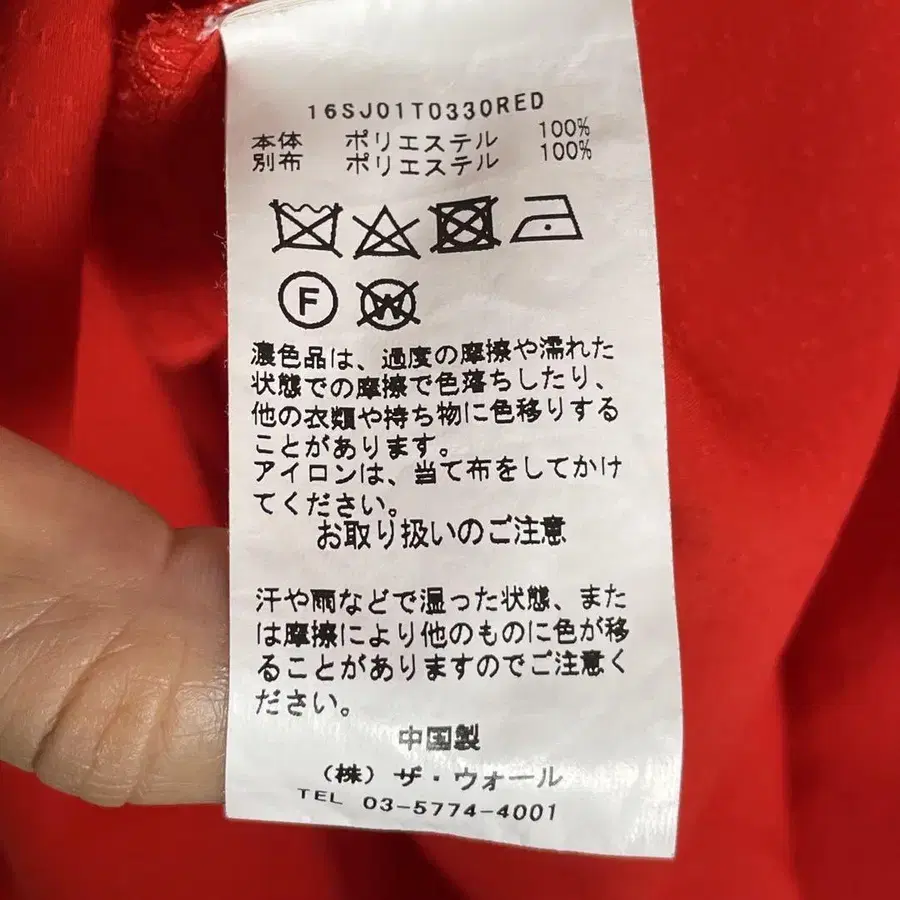 16SJ01T0330RED
本体 ポリエステル 100%
別布 ポリエステル 100%
F W
濃色品は、過度の摩擦や濡れた
状態での摩擦で色落ちしたり、
他の衣類や持ち物に色移りする
ことがあります。
アイロンは、当て布をしてかけ
てください。
お取り扱いのご注意
汗や雨などで湿った状態、また
は摩擦により他のものに色が移
ることがありますのでご注意く
ださい。
中国製
(株) ザ・ウォール
TEL 03-5774-4001